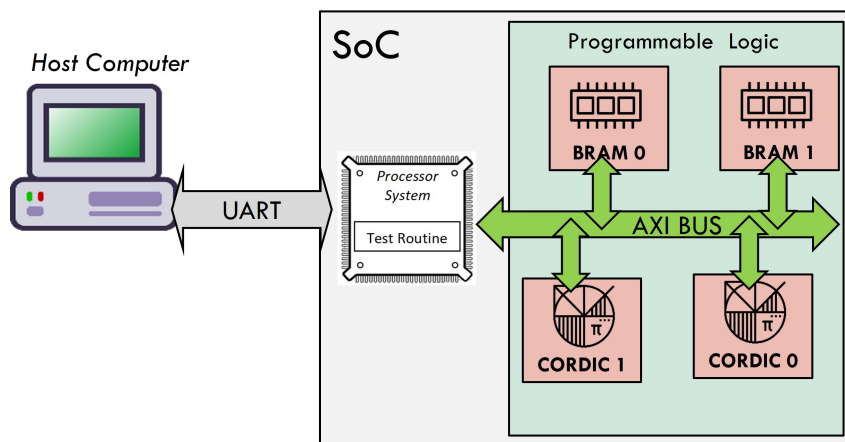 Host Computer
SoC
Programmable Logic
BRAM 0
BRAM 1
Processor
System
Test Routine
UART
AXI BUS
π
CORDIC 1
π
CORDIC 0